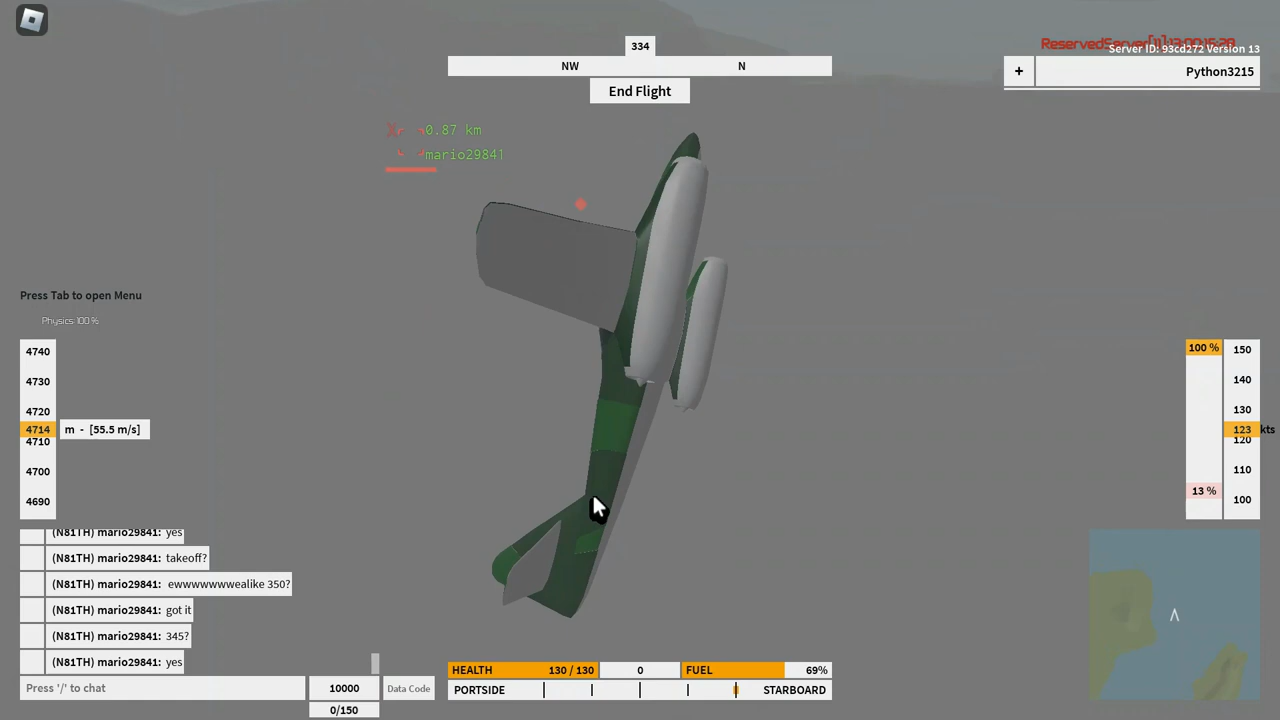 334
NW N
End Flight
Server ID: 93cd272 Version 13
+ Python3215
0.87 km
mario29841
Press Tab to open Menu
Physics: 100 %
4740
4730
4720
4714 m - [55.5 m/s]
4710
4700
4690
100 %
150
140
130
123 kts
120
110
13 %
100
(N81TH) mario29841: yes
(N81TH) mario29841: takeoff?
(N81TH) mario29841: ewwwwwwwealike 350?
(N81TH) mario29841: got it
(N81TH) mario29841: 345?
(N81TH) mario29841: yes
Press '/' to chat
10000
Data Code
0/150
HEALTH 130 / 130 0 FUEL 69%
PORTSIDE STARBOARD